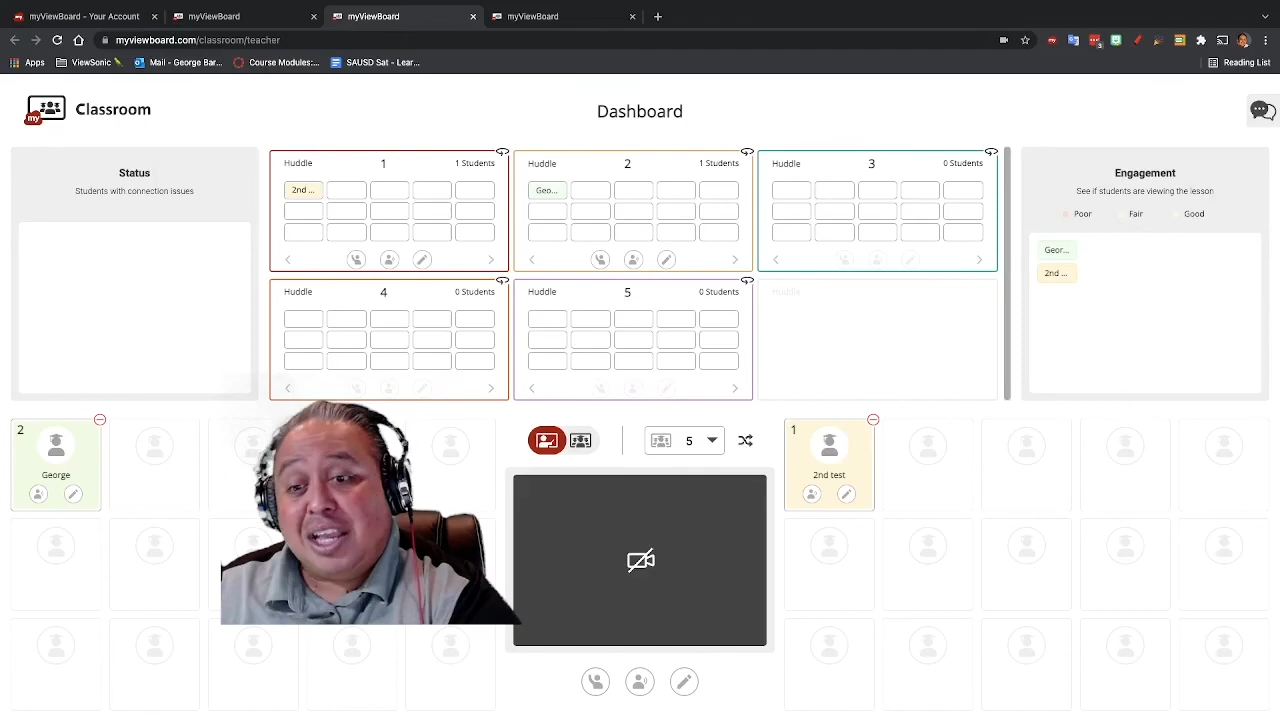 myViewBoard – Your Account
myViewBoard
myViewBoard
myViewBoard
myviewboard.com/classroom/teacher
Apps
ViewSonic
Mail - George Bar...
Course Modules:...
SAUSD Sat - Lear...
Reading List
my
Classroom
Dashboard
Status
Students with connection issues
Huddle 1 1 Students
2nd ...
Huddle 2 1 Students
Geo...
Huddle 3 0 Students
Huddle 4 0 Students
Huddle 5 0 Students
Huddle
Engagement
See if students are viewing the lesson
Poor Fair Good
Geor...
2nd ...
2
George
5
1
2nd test